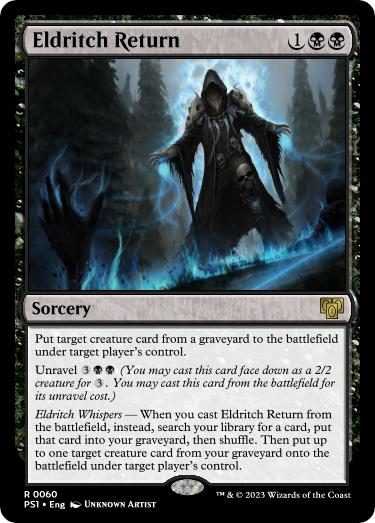 Eldritch Return 1
Sorcery
Put target creature card from a graveyard to the battlefield
under target player's control.
Unravel 3 (You may cast this card face down as a 2/2
creature for 3 . You may cast this card from the battlefield for
its unravel cost.)
Eldritch Whispers — When you cast Eldritch Return from
the battlefield, instead, search your library for a card, put
that card into your graveyard, then shuffle. Then put up
to one target creature card from your graveyard onto the
battlefield under target player's control.
R 0060
PS1 • Eng Unknown Artist
™ & © 2023 Wizards of the Coast